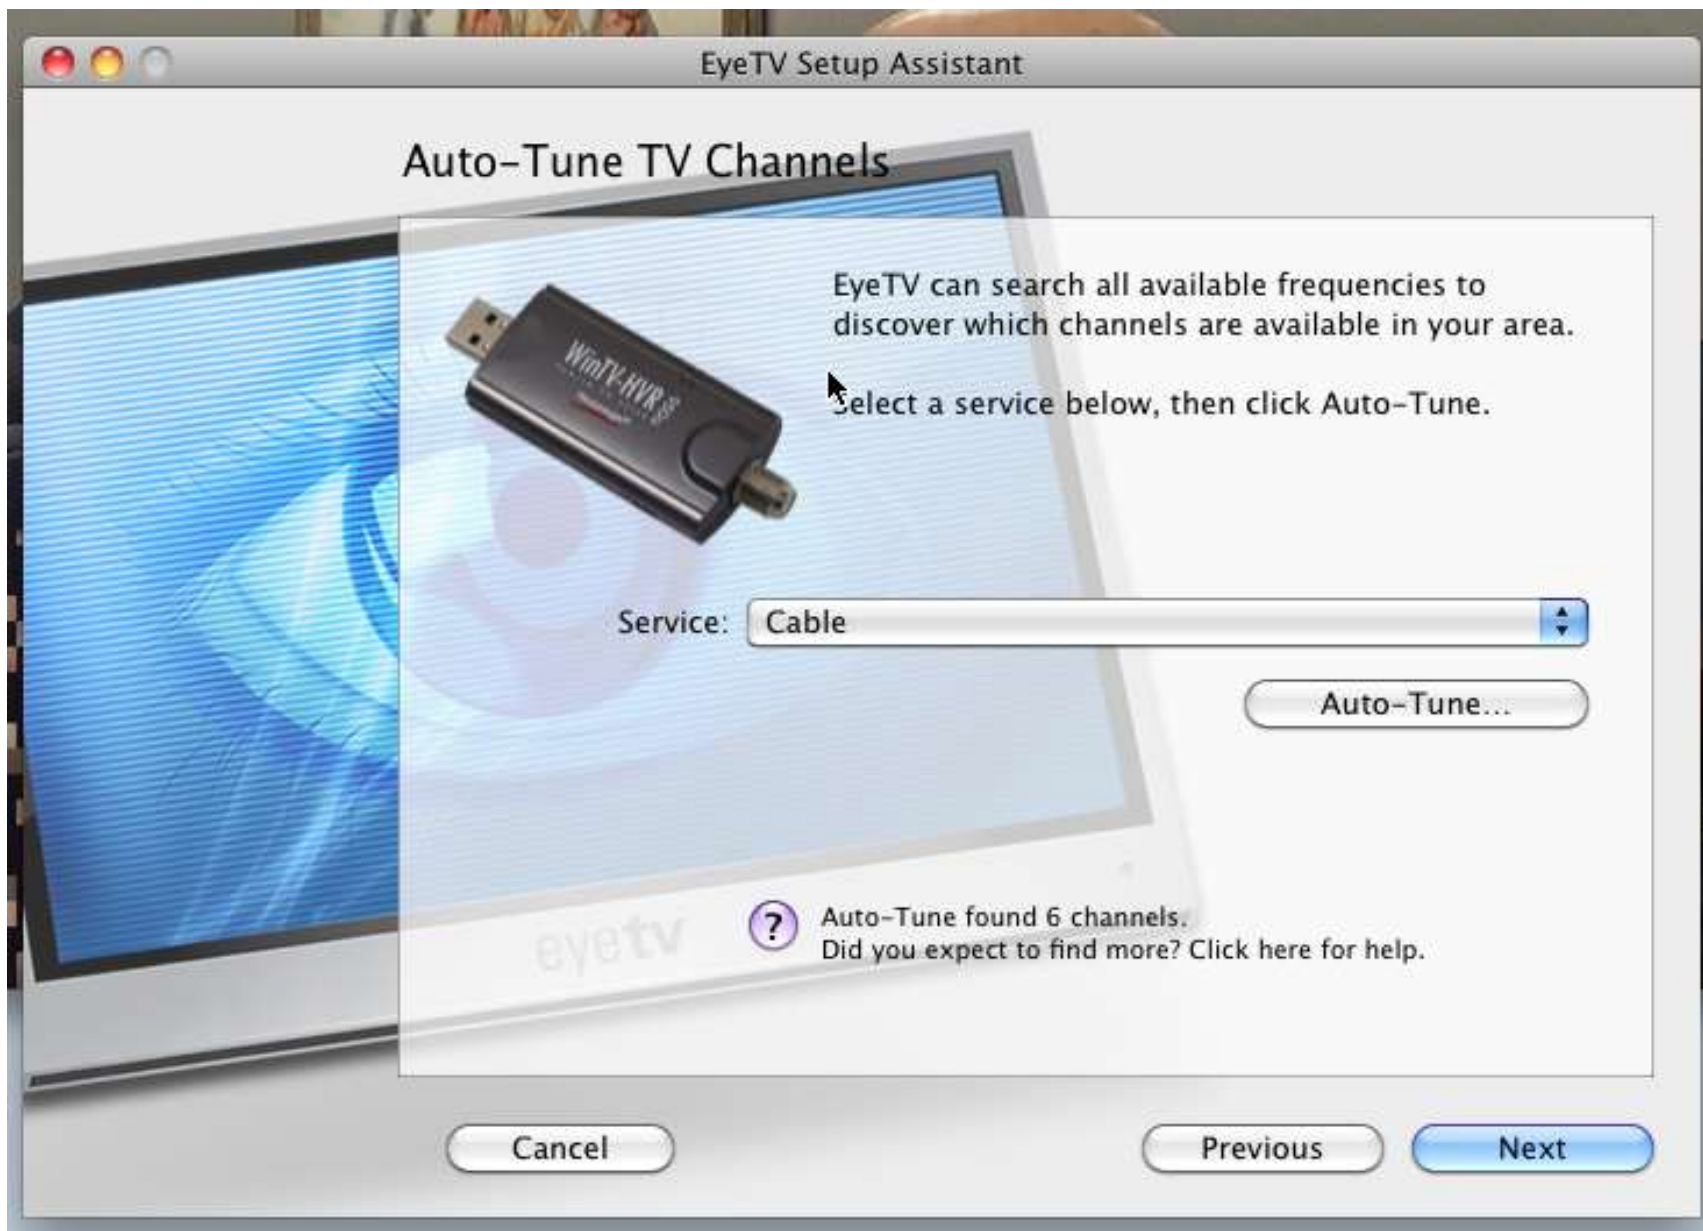 EyeTV Setup Assistant
Auto-Tune TV Channels
EyeTV can search all available frequencies to
discover which channels are available in your area.
WinTV-HVR
Select a service below, then click Auto-Tune.
Service: Cable
Auto-Tune...
eyetv
? Auto-Tune found 6 channels.
Did you expect to find more? Click here for help.
Cancel
Previous
Next